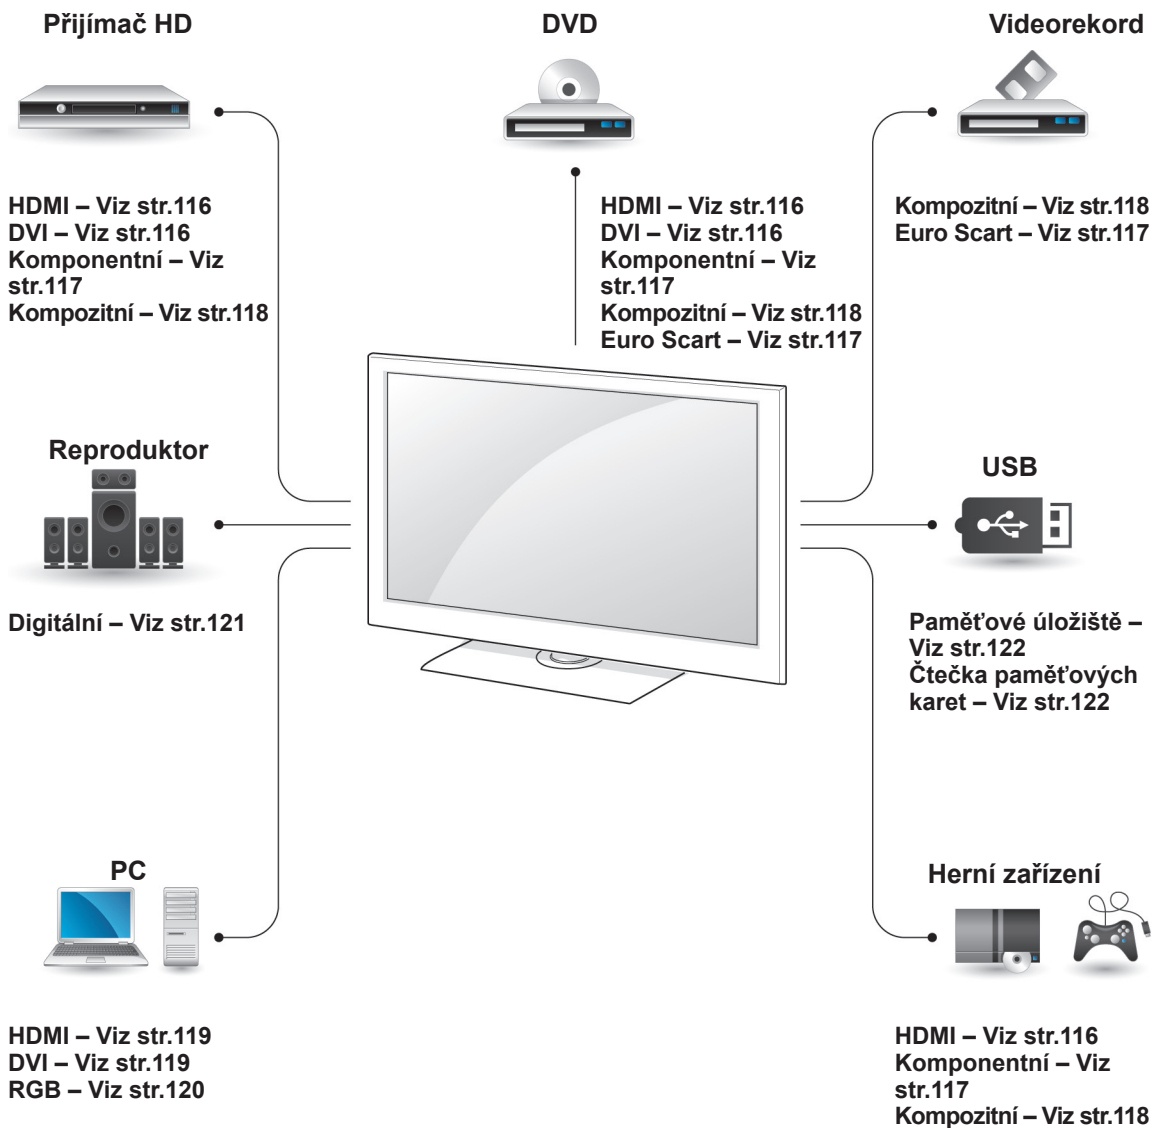 Přijímač HD
HDMI – Viz str.116
DVI – Viz str.116
Komponentní – Viz
str.117
Kompozitní – Viz str.118
DVD
HDMI – Viz str.116
DVI – Viz str.116
Komponentní – Viz
str.117
Kompozitní – Viz str.118
Euro Scart – Viz str.117
Videorekord
Kompozitní – Viz str.118
Euro Scart – Viz str.117
Reproduktor
Digitální – Viz str.121
USB
Paměťové úložiště –
Viz str.122
Čtečka paměťových
karet – Viz str.122
PC
HDMI – Viz str.119
DVI – Viz str.119
RGB – Viz str.120
Herní zařízení
HDMI – Viz str.116
Komponentní – Viz
str.117
Kompozitní – Viz str.118